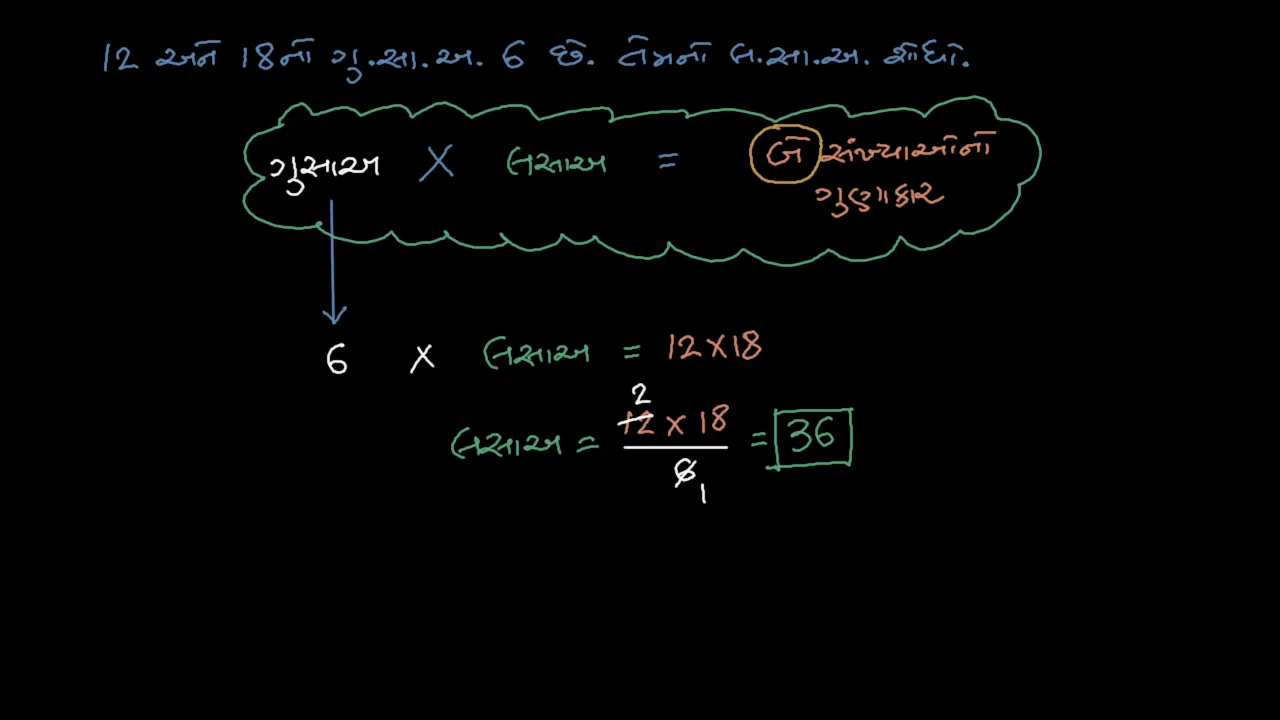 12 અને 18નો ગુ.સા.અ. 6 છે. તેમનો લ.સા.અ. શોધો.
ગુસાઅ X લસાઅ = બે સંખ્યાઓનો
ગુણાકાર
6 X લસાઅ = 12 X 18
2
લસાઅ = 12 X 18 = 36
6
1